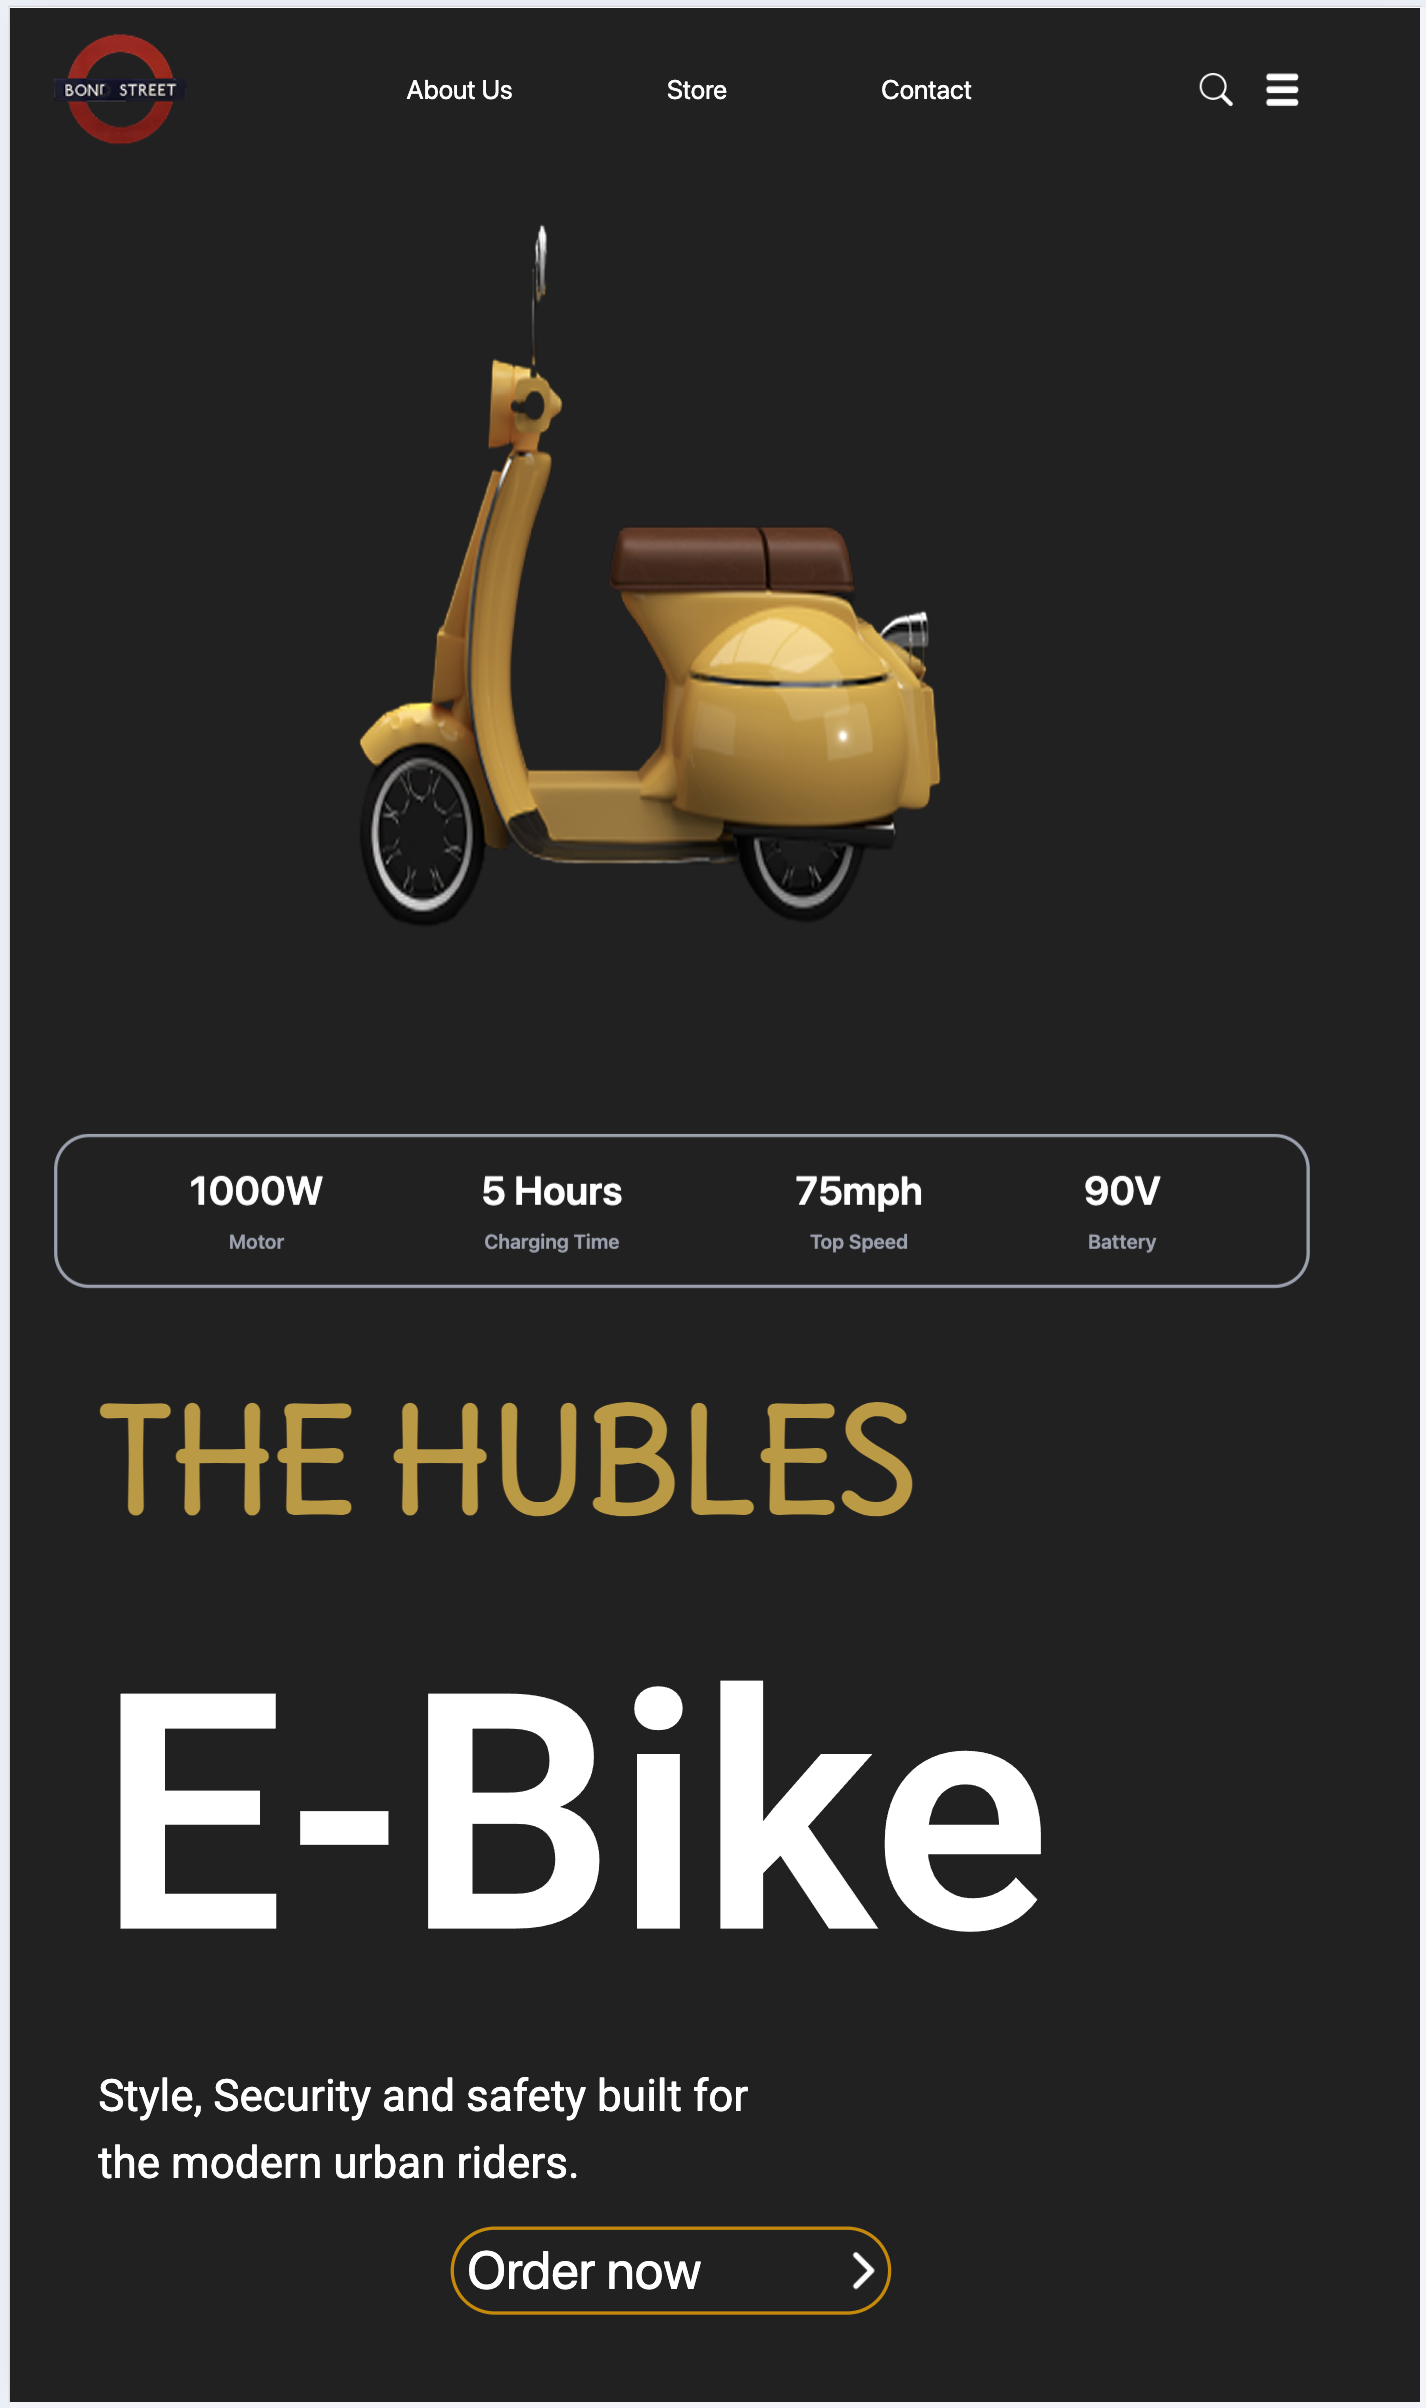 BOND STREET
About Us
Store
Contact
1000W
5 Hours
75mph
90V
Motor
Charging Time
Top Speed
Battery
THE HUBLES
E-Bike
Style, Security and safety built for
the modern urban riders.
Order now